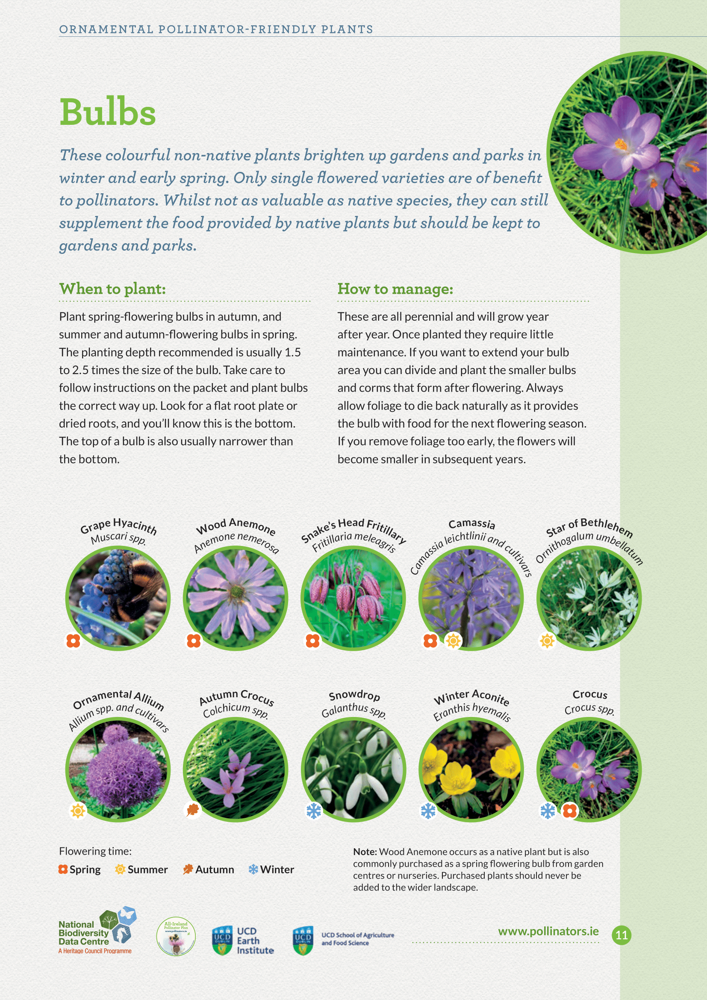 ORNAMENTAL POLLINATOR-FRIENDLY PLANTS
Bulbs
These colourful non-native plants brighten up gardens and parks in
winter and early spring. Only single flowered varieties are of benefit
to pollinators. Whilst not as valuable as native species, they can still
supplement the food provided by native plants but should be kept to
gardens and parks.
When to plant:
Plant spring-flowering bulbs in autumn, and
summer and autumn-flowering bulbs in spring.
The planting depth recommended is usually 1.5
to 2.5 times the size of the bulb. Take care to
follow instructions on the packet and plant bulbs
the correct way up. Look for a flat root plate or
dried roots, and you’ll know this is the bottom.
The top of a bulb is also usually narrower than
the bottom.
How to manage:
These are all perennial and will grow year
after year. Once planted they require little
maintenance. If you want to extend your bulb
area you can divide and plant the smaller bulbs
and corms that form after flowering. Always
allow foliage to die back naturally as it provides
the bulb with food for the next flowering season.
If you remove foliage too early, the flowers will
become smaller in subsequent years.
Grape Hyacinth
Muscari spp.
Wood Anemone
Anemone nemerosa
Snake’s Head Fritillary
Fritillaria meleagris
Camassia
Camassia leichtlinii and cultivars
Star of Bethlehem
Ornithogalum umbellatum
Ornamental Allium
Allium spp. and cultivars
Autumn Crocus
Colchicum spp.
Snowdrop
Galanthus spp.
Winter Aconite
Eranthis hyemalis
Crocus
Crocus spp.
Flowering time:
Spring Summer Autumn Winter
Note: Wood Anemone occurs as a native plant but is also
commonly purchased as a spring flowering bulb from garden
centres or nurseries. Purchased plants should never be
added to the wider landscape.
National
Biodiversity
Data Centre
A Heritage Council Programme
All-Ireland
Pollinator Plan
www.pollinators.ie
UCD
DUBLIN
UCD
Earth
Institute
UCD
DUBLIN
UCD School of Agriculture
and Food Science
www.pollinators.ie
11